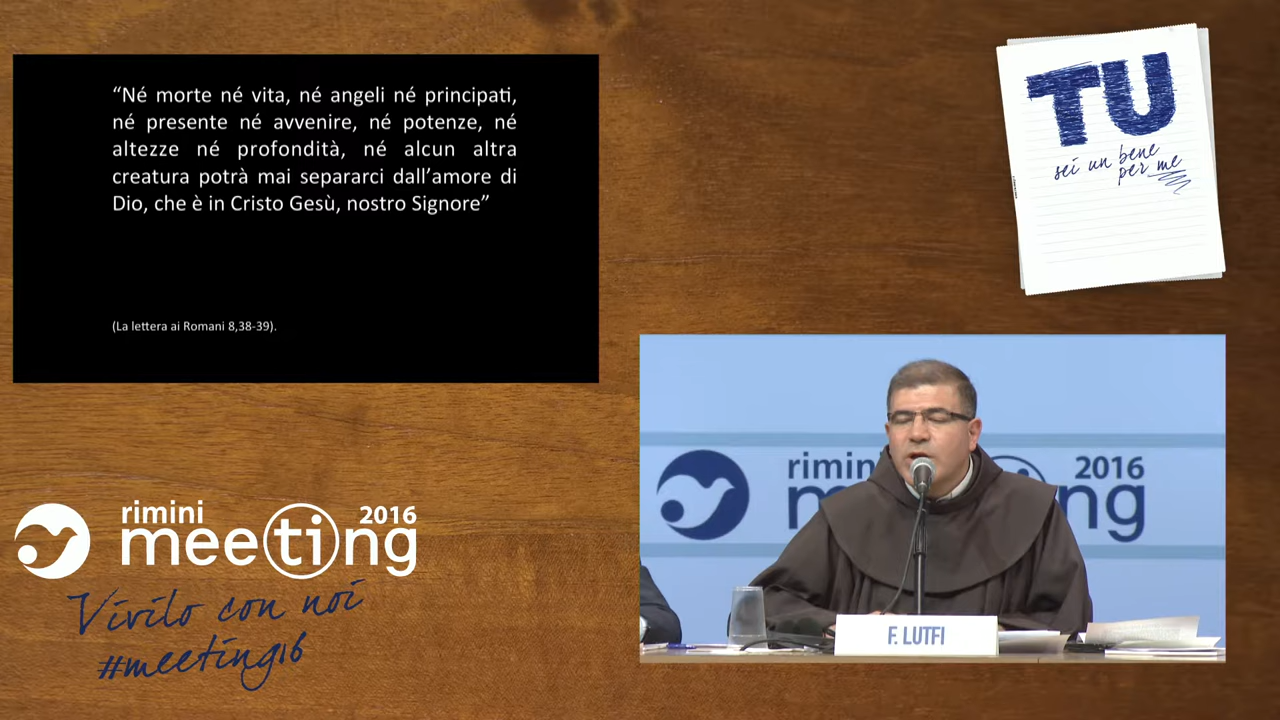 “Né morte né vita, né angeli né principati,
né presente né avvenire, né potenze, né
altezze né profondità, né alcun altra
creatura potrà mai separarci dall’amore di
Dio, che è in Cristo Gesù, nostro Signore”
(La lettera ai Romani 8,38-39).
TU
sei un bene
per me
rimini
meeting
2016
Vivilo con noi
#meeting16
rimini
2016
F. LUTFI